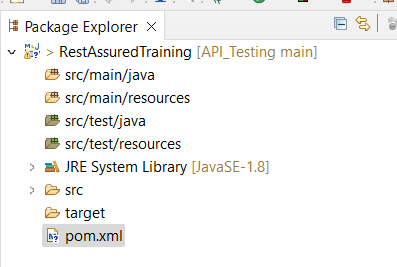 Package Explorer
> RestAssuredTraining [API_Testing main]
src/main/java
src/main/resources
src/test/java
src/test/resources
JRE System Library [JavaSE-1.8]
src
target
pom.xml